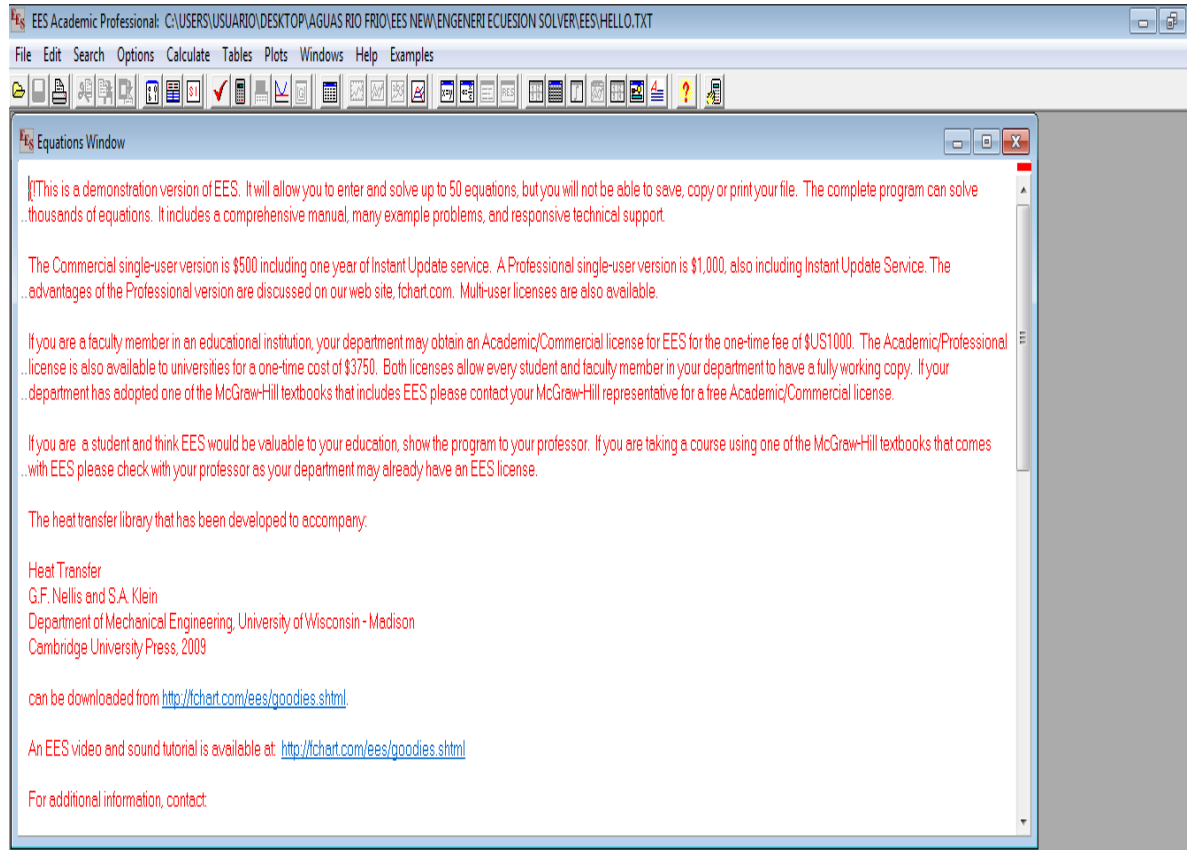 EES Academic Professional: C:\USERS\USUARIO\DESKTOP\AGUAS RIO FRIO\EES NEW\ENGENERI ECUESION SOLVER\EES\HELLO.TXT
File Edit Search Options Calculate Tables Plots Windows Help Examples
EES Equations Window
{!This is a demonstration version of EES. It will allow you to enter and solve up to 50 equations, but you will not be able to save, copy or print your file. The complete program can solve
..thousands of equations. It includes a comprehensive manual, many example problems, and responsive technical support.
The Commercial single-user version is $500 including one year of Instant Update service. A Professional single-user version is $1,000, also including Instant Update Service. The
..advantages of the Professional version are discussed on our web site, fchart.com. Multi-user licenses are also available.
If you are a faculty member in an educational institution, your department may obtain an Academic/Commercial license for EES for the one-time fee of $US1000. The Academic/Professional
..license is also available to universities for a one-time cost of $3750. Both licenses allow every student and faculty member in your department to have a fully working copy. If your
..department has adopted one of the McGraw-Hill textbooks that includes EES please contact your McGraw-Hill representative for a free Academic/Commercial license.
If you are a student and think EES would be valuable to your education, show the program to your professor. If you are taking a course using one of the McGraw-Hill textbooks that comes
..with EES please check with your professor as your department may already have an EES license.
The heat transfer library that has been developed to accompany:
Heat Transfer
G.F. Nellis and S.A. Klein
Department of Mechanical Engineering, University of Wisconsin - Madison
Cambridge University Press, 2009
can be downloaded from http://fchart.com/ees/goodies.shtml.
An EES video and sound tutorial is available at: http://fchart.com/ees/goodies.shtml
For additional information, contact: